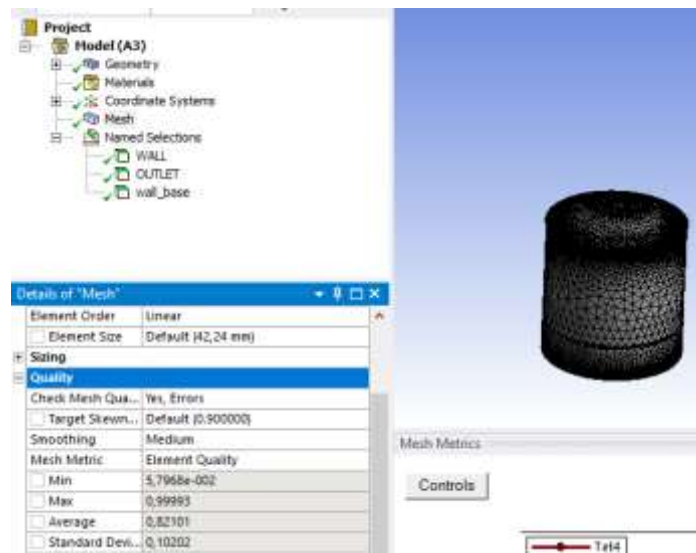 Project
Model (A3)
Geometry
Materials
Coordinate Systems
Mesh
Named Selections
WALL
OUTLET
wall_base
Details of "Mesh"
Element Order Linear
Element Size Default (42,24 mm)
Sizing
Quality
Check Mesh Qua... Yes, Errors
Target Skewn... Default (0.900000)
Smoothing Medium
Mesh Metric Element Quality
Min 5,7968e-002
Max 0,99993
Average 0,82101
Standard Devi... 0,10202
Mesh Metrics
Controls
Tet4